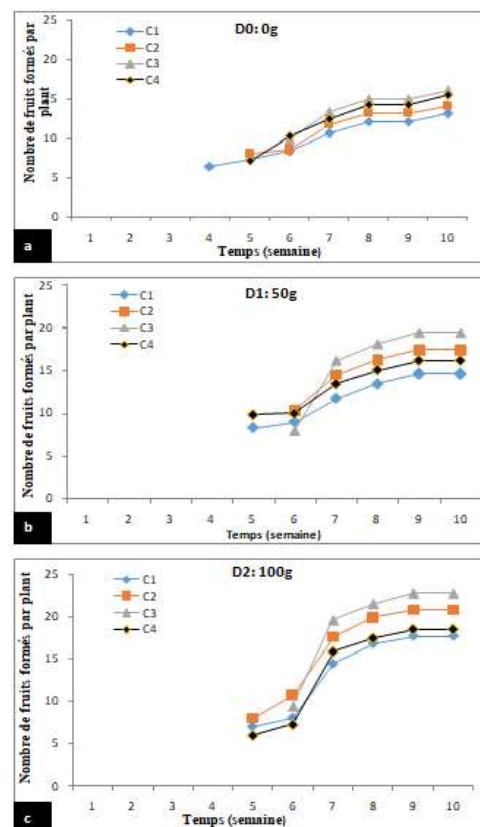 D0: 0g
C1
C2
C3
C4
Nombre de fruits formés par plant
25
20
15
10
5
0
1 2 3 4 5 6 7 8 9 10
Temps (semaine)
a
D1: 50g
C1
C2
C3
C4
Nombre de fruits formés par plant
25
20
15
10
5
0
1 2 3 4 5 6 7 8 9 10
Temps (semaine)
b
D2: 100g
C1
C2
C3
C4
Nombre de fruits formés par plant
25
20
15
10
5
0
1 2 3 4 5 6 7 8 9 10
Temps (semaine)
c